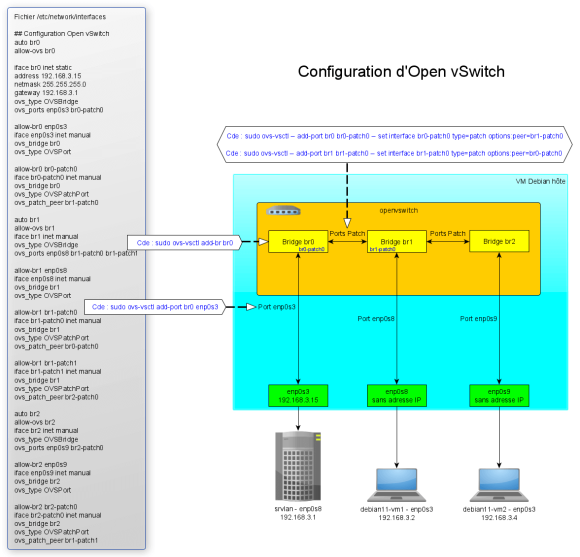 Fichier /etc/network/interfaces
## Configuration Open vSwitch
auto br0
allow-ovs br0
iface br0 inet static
address 192.168.3.15
netmask 255.255.255.0
gateway 192.168.3.1
ovs_type OVSBridge
ovs_ports enp0s3 br0-patch0
allow-br0 enp0s3
iface enp0s3 inet manual
ovs_bridge br0
ovs_type OVSPort
allow-br0 br0-patch0
iface br0-patch0 inet manual
ovs_bridge br0
ovs_type OVSPatchPort
ovs_patch_peer br1-patch0
auto br1
allow-ovs br1
iface br1 inet manual
ovs_type OVSBridge
ovs_ports enp0s8 br1-patch0 br1-patch1
allow-br1 enp0s8
iface enp0s8 inet manual
ovs_bridge br1
ovs_type OVSPort
allow-br1 br1-patch0
iface br1-patch0 inet manual
ovs_bridge br1
ovs_type OVSPatchPort
ovs_patch_peer br0-patch0
allow-br1 br1-patch1
iface br1-patch1 inet manual
ovs_bridge br1
ovs_type OVSPatchPort
ovs_patch_peer br2-patch0
auto br2
allow-ovs br2
iface br2 inet manual
ovs_type OVSBridge
ovs_ports enp0s9 br2-patch0
allow-br2 enp0s9
iface enp0s9 inet manual
ovs_bridge br2
ovs_type OVSPort
allow-br2 br2-patch0
iface br2-patch0 inet manual
ovs_bridge br2
ovs_type OVSPatchPort
ovs_patch_peer br1-patch1
Configuration d'Open vSwitch
Cde : sudo ovs-vsctl – add-port br0 br0-patch0 – set interface br0-patch0 type=patch options:peer=br1-patch0
Cde : sudo ovs-vsctl – add-port br1 br1-patch0 – set interface br1-patch0 type=patch options:peer=br0-patch0
VM Debian hôte
openvswitch
Cde : sudo ovs-vsctl add-br br0
Bridge br0
br0-patch0
Ports Patch
Bridge br1
br1-patch0
Ports Patch
Bridge br2
Cde : sudo ovs-vsctl add-port br0 enp0s3
Port enp0s3
Port enp0s8
Port enp0s9
enp0s3
192.168.3.15
enp0s8
sans adresse IP
enp0s9
sans adresse IP
srvlan - enp0s8
192.168.3.1
debian11-vm1 - enp0s3
192.168.3.2
debian11-vm2 - enp0s3
192.168.3.4